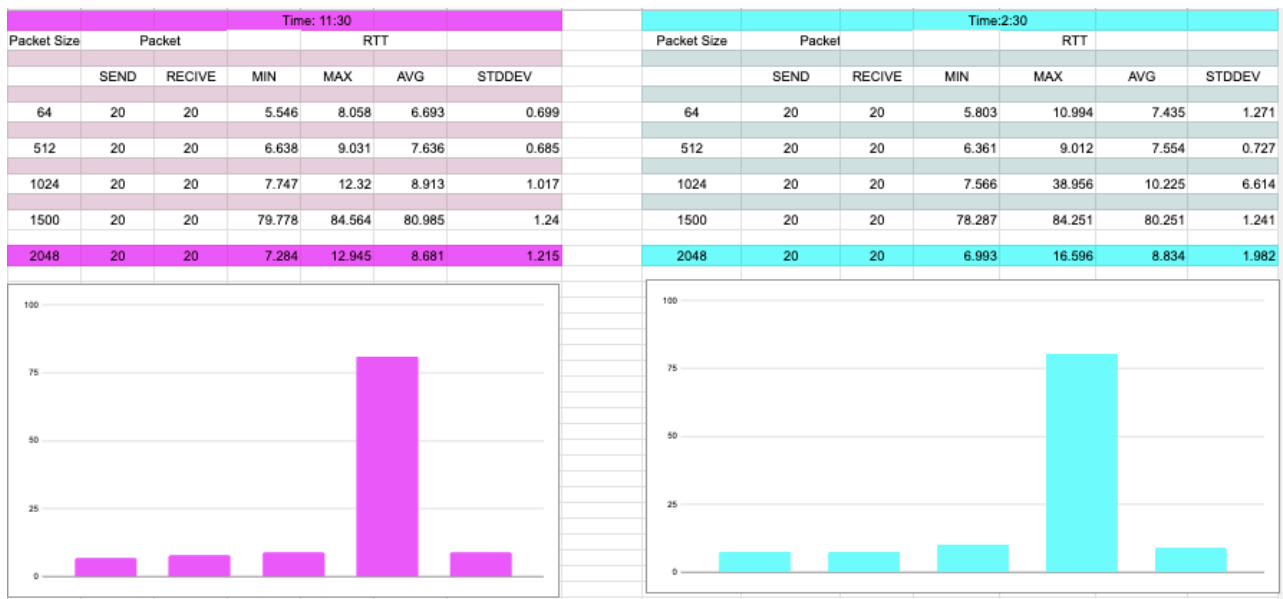 Time: 11:30
Packet Size Packet RTT
SEND RECIVE MIN MAX AVG STDDEV
64 20 20 5.546 8.058 6.693 0.699
512 20 20 6.638 9.031 7.636 0.685
1024 20 20 7.747 12.32 8.913 1.017
1500 20 20 79.778 84.564 80.985 1.24
2048 20 20 7.284 12.945 8.681 1.215
100
75
50
25
0
Time:2:30
Packet Size Packet RTT
SEND RECIVE MIN MAX AVG STDDEV
64 20 20 5.803 10.994 7.435 1.271
512 20 20 6.361 9.012 7.554 0.727
1024 20 20 7.566 38.956 10.225 6.614
1500 20 20 78.287 84.251 80.251 1.241
2048 20 20 6.993 16.596 8.834 1.982
100
75
50
25
0